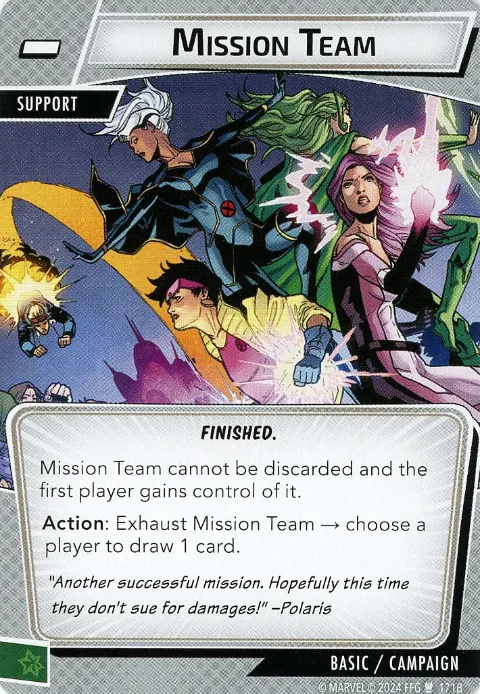 MISSION TEAM
SUPPORT
FINISHED.
Mission Team cannot be discarded and the
first player gains control of it.
Action: Exhaust Mission Team → choose a
player to draw 1 card.
"Another successful mission. Hopefully this time
they don't sue for damages!" –Polaris
BASIC / CAMPAIGN
© MARVEL © 2024 FFG 171B